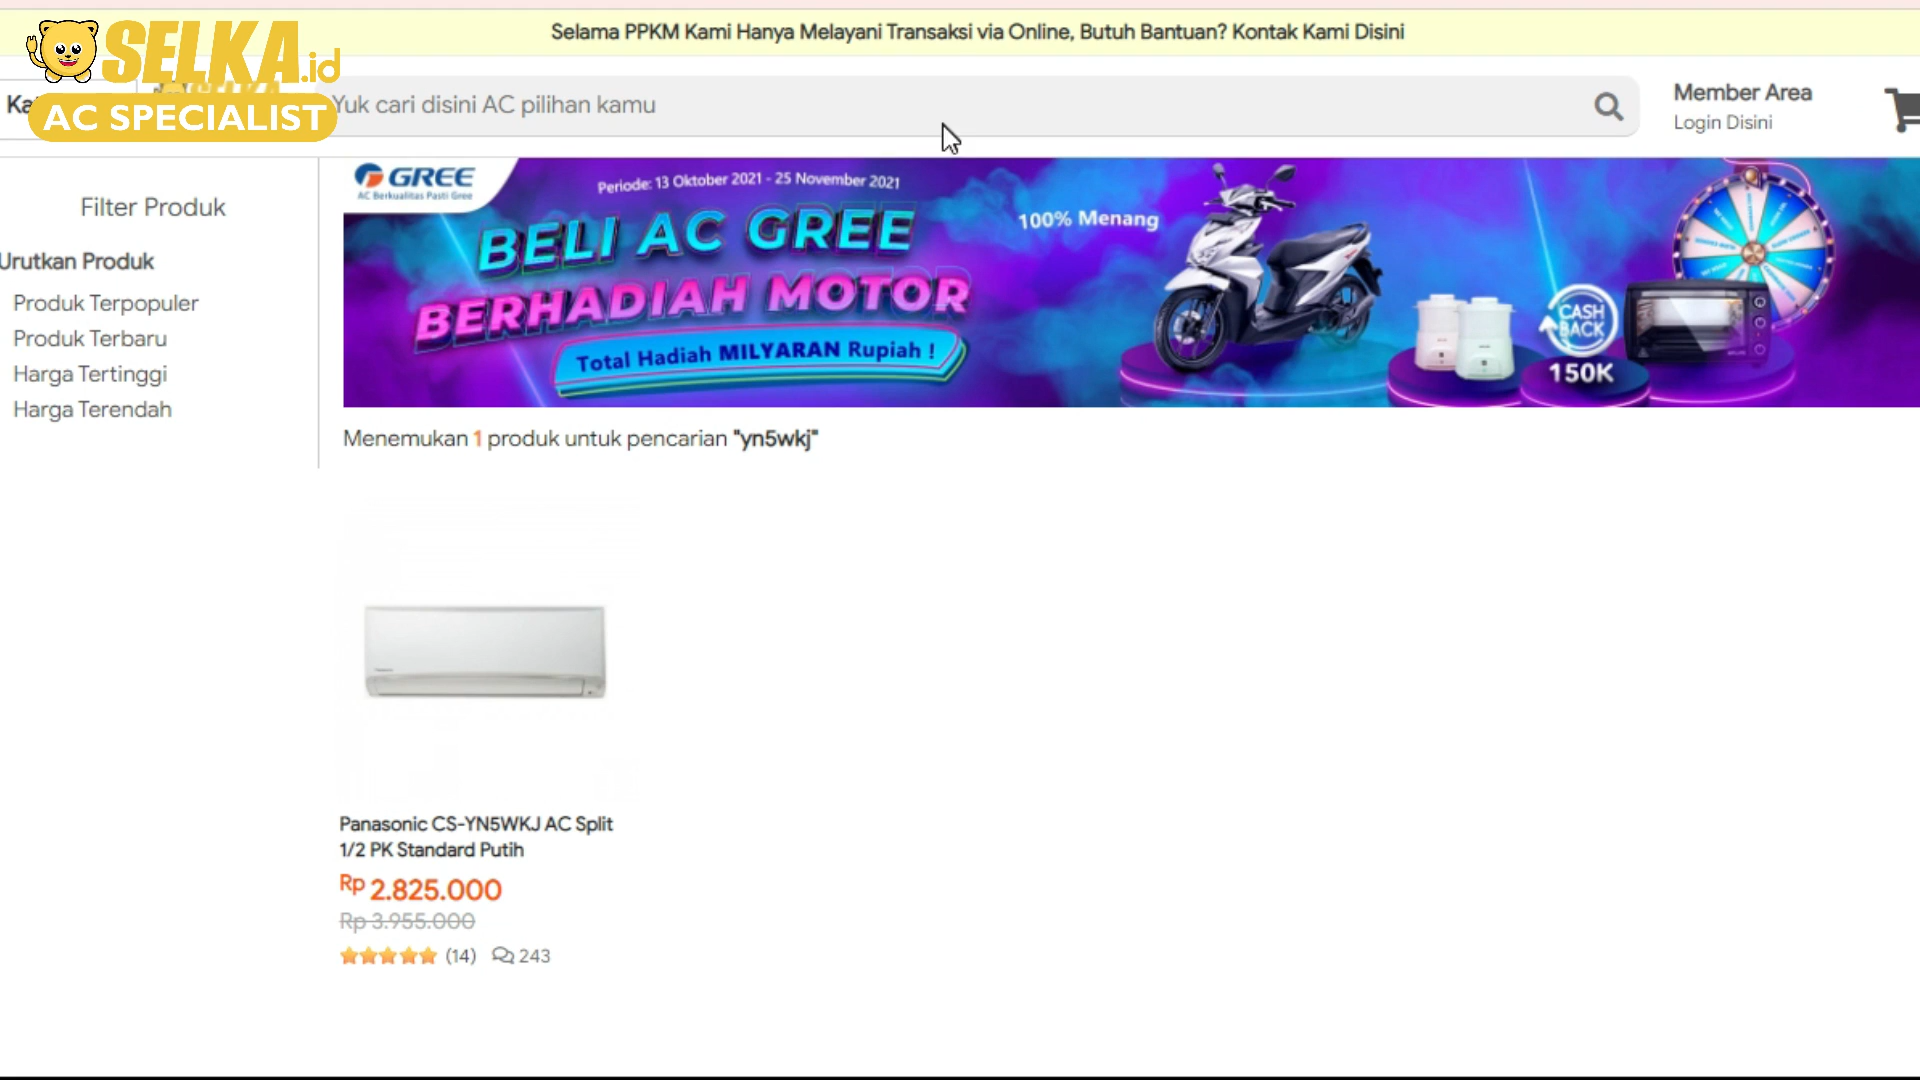 Selama PPKM Kami Hanya Melayani Transaksi via Online, Butuh Bantuan? Kontak Kami Disini
SELKA.id
AC SPECIALIST
Yuk cari disini AC pilihan kamu
Member Area
Login Disini
Filter Produk
Urutkan Produk
Produk Terpopuler
Produk Terbaru
Harga Tertinggi
Harga Terendah
GREE
AC Berkualitas Pasti Gree
Periode: 13 Oktober 2021 - 25 November 2021
BELI AC GREE
BERHADIAH MOTOR
Total Hadiah MILYARAN Rupiah !
100% Menang
CASH
BACK
150K
Menemukan 1 produk untuk pencarian "yn5wkj"
Panasonic CS-YN5WKJ AC Split
1/2 PK Standard Putih
Rp 2.825.000
Rp 3.955.000
(14) 243